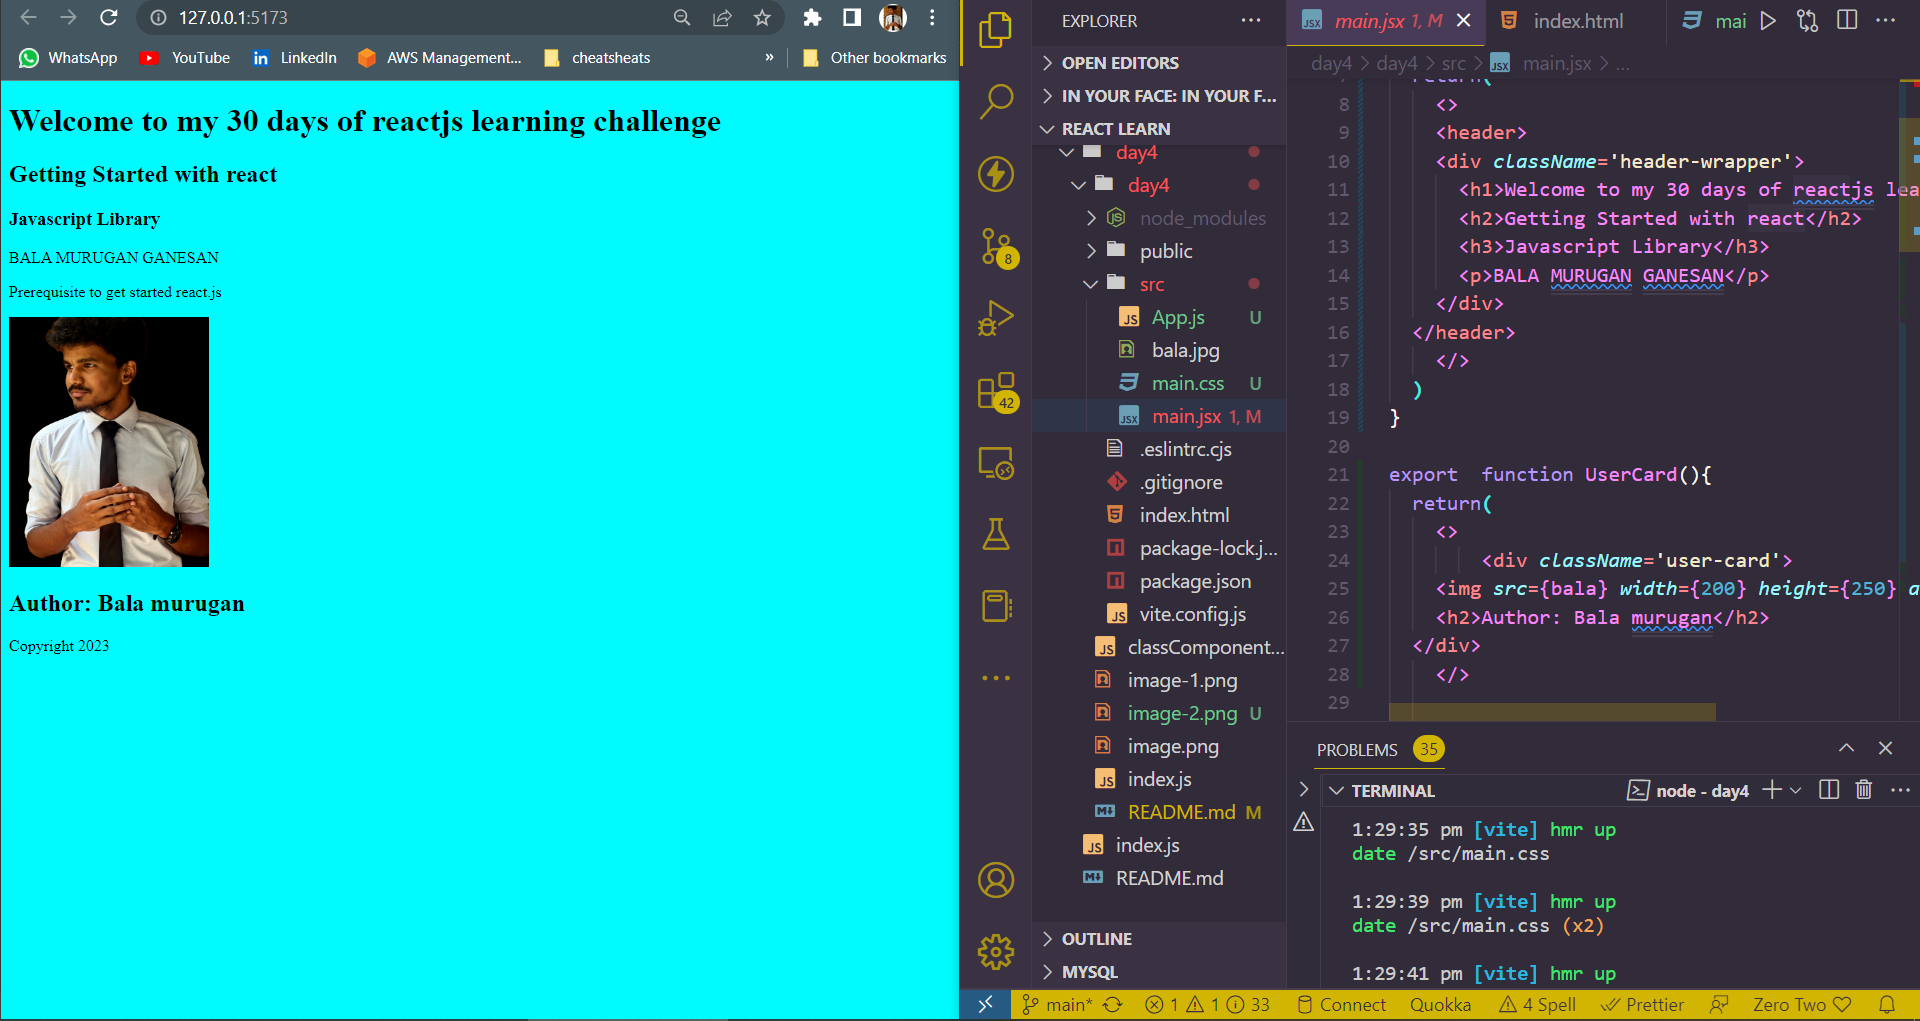 127.0.0.1:5173
WhatsApp YouTube LinkedIn AWS Management... cheatsheats » Other bookmarks
Welcome to my 30 days of reactjs learning challenge
Getting Started with react
Javascript Library
BALA MURUGAN GANESAN
Prerequisite to get started react.js
Author: Bala murugan
Copyright 2023
8
42
EXPLORER
OPEN EDITORS
IN YOUR FACE: IN YOUR F...
REACT LEARN
day4
day4
node_modules
public
src
JS App.js U
bala.jpg
main.css U
JSX main.jsx 1, M
.eslintrc.cjs
.gitignore
index.html
package-lock.j...
package.json
JS vite.config.js
JS classComponent...
image-1.png
image-2.png U
image.png
JS index.js
README.md M
JS index.js
README.md
OUTLINE
MYSQL
JSX main.jsx 1, M index.html mai
day4 > day4 > src > JSX main.jsx > ...
return(
8 <>
9 <header>
10 <div className='header-wrapper'>
11 <h1>Welcome to my 30 days of reactjs lea
12 <h2>Getting Started with react</h2>
13 <h3>Javascript Library</h3>
14 <p>BALA MURUGAN GANESAN</p>
15 </div>
16 </header>
17 </>
18 )
19 }
20
21 export function UserCard(){
22 return(
23 <>
24 <div className='user-card'>
25 <img src={bala} width={200} height={250} a
26 <h2>Author: Bala murugan</h2>
27 </div>
28 </>
29
PROBLEMS 35
TERMINAL node - day4
1:29:35 pm [vite] hmr up
date /src/main.css
1:29:39 pm [vite] hmr up
date /src/main.css (x2)
1:29:41 pm [vite] hmr up
main* 1 1 33 Connect Quokka 4 Spell Prettier Zero Two